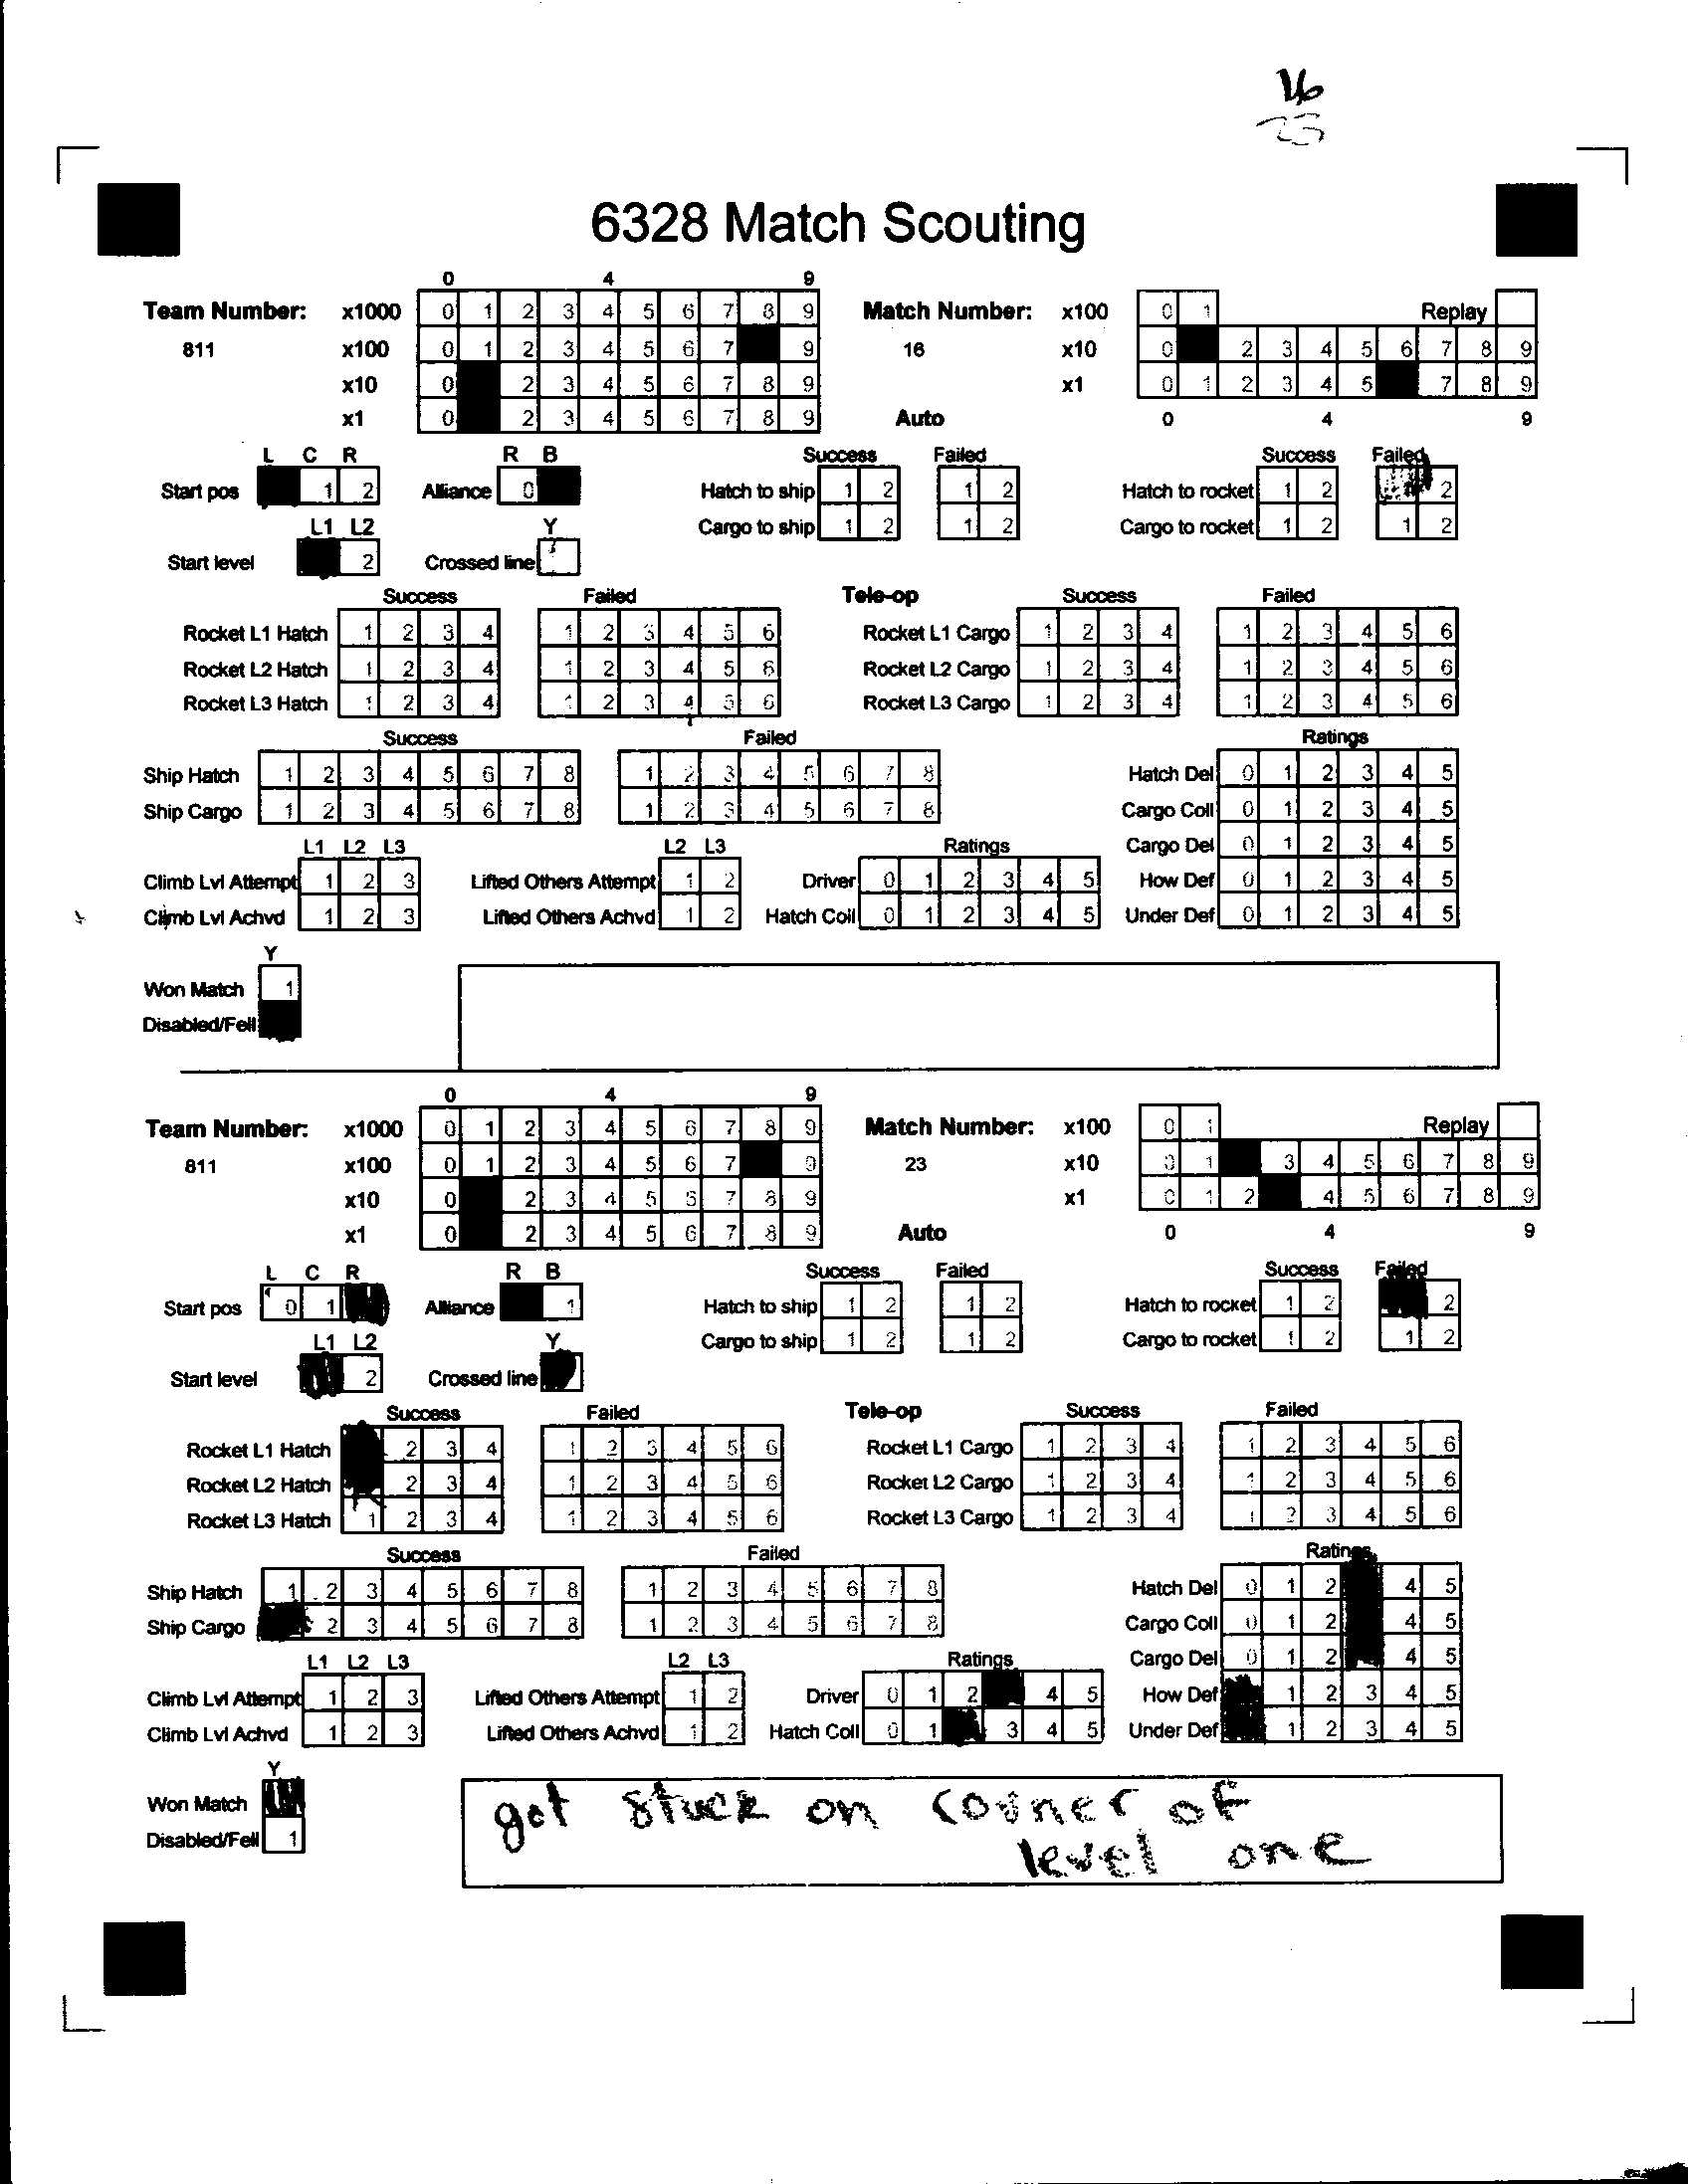 16
23
6328 Match Scouting
0 4 9
Team Number: x1000 0 1 2 3 4 5 6 7 8 9 Match Number: x100 0 1 Replay
811 x100 0 1 2 3 4 5 6 7 9 16 x10 0 2 3 4 5 6 7 8 9
x10 0 2 3 4 5 6 7 8 9 x1 0 1 2 3 4 5 7 8 9
x1 0 2 3 4 5 6 7 8 9 Auto 0 4 9
L C R R B Success Failed Success Failed
Start pos 1 2 Alliance 0 Hatch to ship 1 2 1 2 Hatch to rocket 1 2 2
L1 L2 Y Cargo to ship 1 2 1 2 Cargo to rocket 1 2 1 2
Start level 2 Crossed line
Success Failed Tele-op Success Failed
Rocket L1 Hatch 1 2 3 4 1 2 3 4 5 6 Rocket L1 Cargo 1 2 3 4 1 2 3 4 5 6
Rocket L2 Hatch 1 2 3 4 1 2 3 4 5 6 Rocket L2 Cargo 1 2 3 4 1 2 3 4 5 6
Rocket L3 Hatch 1 2 3 4 1 2 3 4 5 6 Rocket L3 Cargo 1 2 3 4 1 2 3 4 5 6
Success Failed Ratings
Ship Hatch 1 2 3 4 5 6 7 8 1 2 3 4 5 6 7 8 Hatch Del 0 1 2 3 4 5
Ship Cargo 1 2 3 4 5 6 7 8 1 2 3 4 5 6 7 8 Cargo Coll 0 1 2 3 4 5
L1 L2 L3 L2 L3 Ratings Cargo Del 0 1 2 3 4 5
Climb Lvl Attempt 1 2 3 Lifted Others Attempt 1 2 Driver 0 1 2 3 4 5 How Def 0 1 2 3 4 5
Climb Lvl Achvd 1 2 3 Lifted Others Achvd 1 2 Hatch Coll 0 1 2 3 4 5 Under Def 0 1 2 3 4 5
Y
Won Match 1
Disabled/Fell
0 4 9
Team Number: x1000 0 1 2 3 4 5 6 7 8 9 Match Number: x100 0 1 Replay
811 x100 0 1 2 3 4 5 6 7 9 23 x10 0 1 3 4 5 6 7 8 9
x10 0 2 3 4 5 6 7 8 9 x1 0 1 2 4 5 6 7 8 9
x1 0 2 3 4 5 6 7 8 9 Auto 0 4 9
L C R R B Success Failed Success Failed
Start pos 0 1 Alliance 1 Hatch to ship 1 2 1 2 Hatch to rocket 1 2 2
L1 L2 Y Cargo to ship 1 2 1 2 Cargo to rocket 1 2 1 2
Start level 2 Crossed line
Success Failed Tele-op Success Failed
Rocket L1 Hatch 2 3 4 1 2 3 4 5 6 Rocket L1 Cargo 1 2 3 4 1 2 3 4 5 6
Rocket L2 Hatch 2 3 4 1 2 3 4 5 6 Rocket L2 Cargo 1 2 3 4 1 2 3 4 5 6
Rocket L3 Hatch 1 2 3 4 1 2 3 4 5 6 Rocket L3 Cargo 1 2 3 4 1 2 3 4 5 6
Success Failed Ratings
Ship Hatch 1 2 3 4 5 6 7 8 1 2 3 4 5 6 7 8 Hatch Del 0 1 2 4 5
Ship Cargo 2 3 4 5 6 7 8 1 2 3 4 5 6 7 8 Cargo Coll 0 1 2 4 5
L1 L2 L3 L2 L3 Ratings Cargo Del 0 1 2 4 5
Climb Lvl Attempt 1 2 3 Lifted Others Attempt 1 2 Driver 0 1 2 4 5 How Def 1 2 3 4 5
Climb Lvl Achvd 1 2 3 Lifted Others Achvd 1 2 Hatch Coll 0 1 3 4 5 Under Def 1 2 3 4 5
Y
Won Match
Disabled/Fell 1
got stuck on corner of
level one